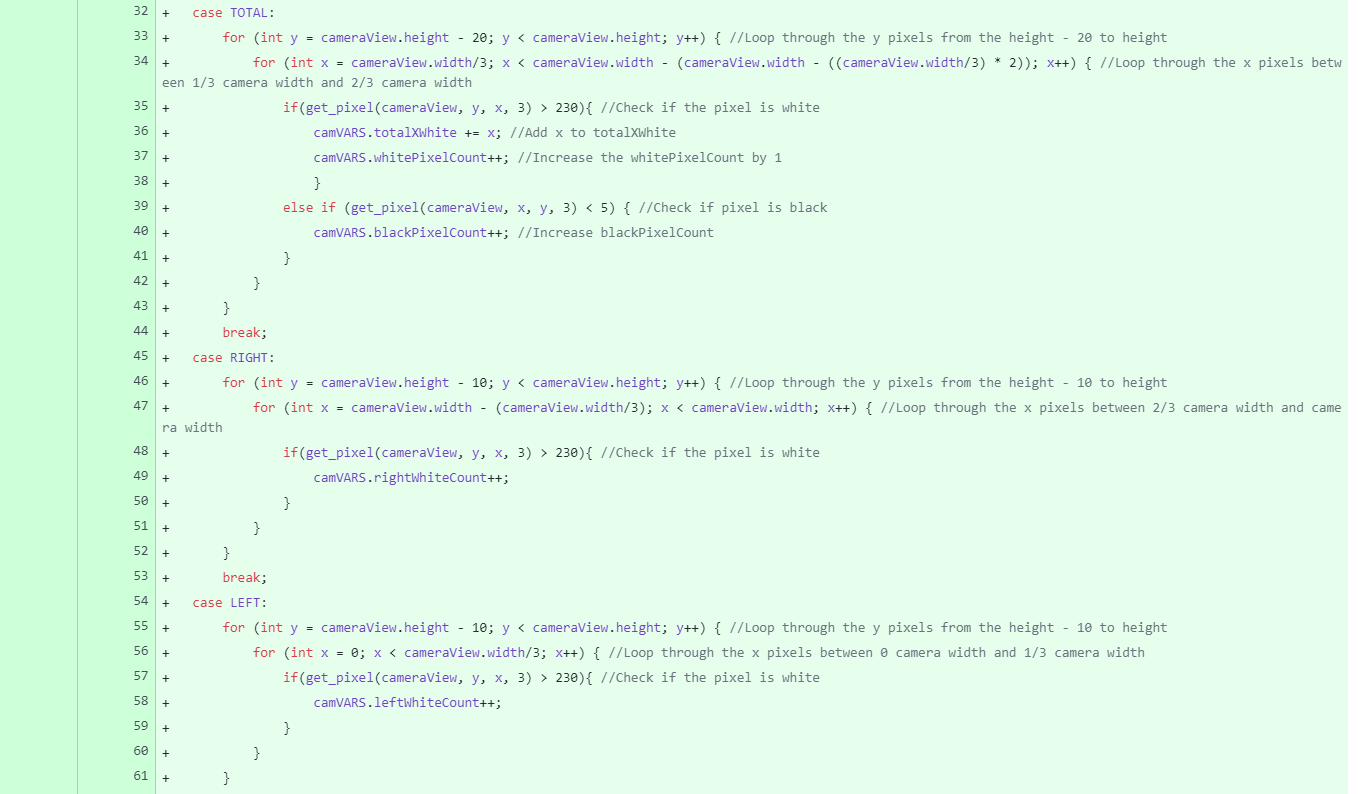 32 + case TOTAL:
33 + for (int y = cameraView.height - 20; y < cameraView.height; y++) { //Loop through the y pixels from the height - 20 to height
34 + for (int x = cameraView.width/3; x < cameraView.width - (cameraView.width - ((cameraView.width/3) * 2)); x++) { //Loop through the x pixels betw
een 1/3 camera width and 2/3 camera width
35 + if(get_pixel(cameraView, y, x, 3) > 230){ //Check if the pixel is white
36 + camVARS.totalXWhite += x; //Add x to totalXWhite
37 + camVARS.whitePixelCount++; //Increase the whitePixelCount by 1
38 + }
39 + else if (get_pixel(cameraView, x, y, 3) < 5) { //Check if pixel is black
40 + camVARS.blackPixelCount++; //Increase blackPixelCount
41 + }
42 + }
43 + }
44 + break;
45 + case RIGHT:
46 + for (int y = cameraView.height - 10; y < cameraView.height; y++) { //Loop through the y pixels from the height - 10 to height
47 + for (int x = cameraView.width - (cameraView.width/3); x < cameraView.width; x++) { //Loop through the x pixels between 2/3 camera width and came
ra width
48 + if(get_pixel(cameraView, y, x, 3) > 230){ //Check if the pixel is white
49 + camVARS.rightWhiteCount++;
50 + }
51 + }
52 + }
53 + break;
54 + case LEFT:
55 + for (int y = cameraView.height - 10; y < cameraView.height; y++) { //Loop through the y pixels from the height - 10 to height
56 + for (int x = 0; x < cameraView.width/3; x++) { //Loop through the x pixels between 0 camera width and 1/3 camera width
57 + if(get_pixel(cameraView, y, x, 3) > 230){ //Check if the pixel is white
58 + camVARS.leftWhiteCount++;
59 + }
60 + }
61 + }